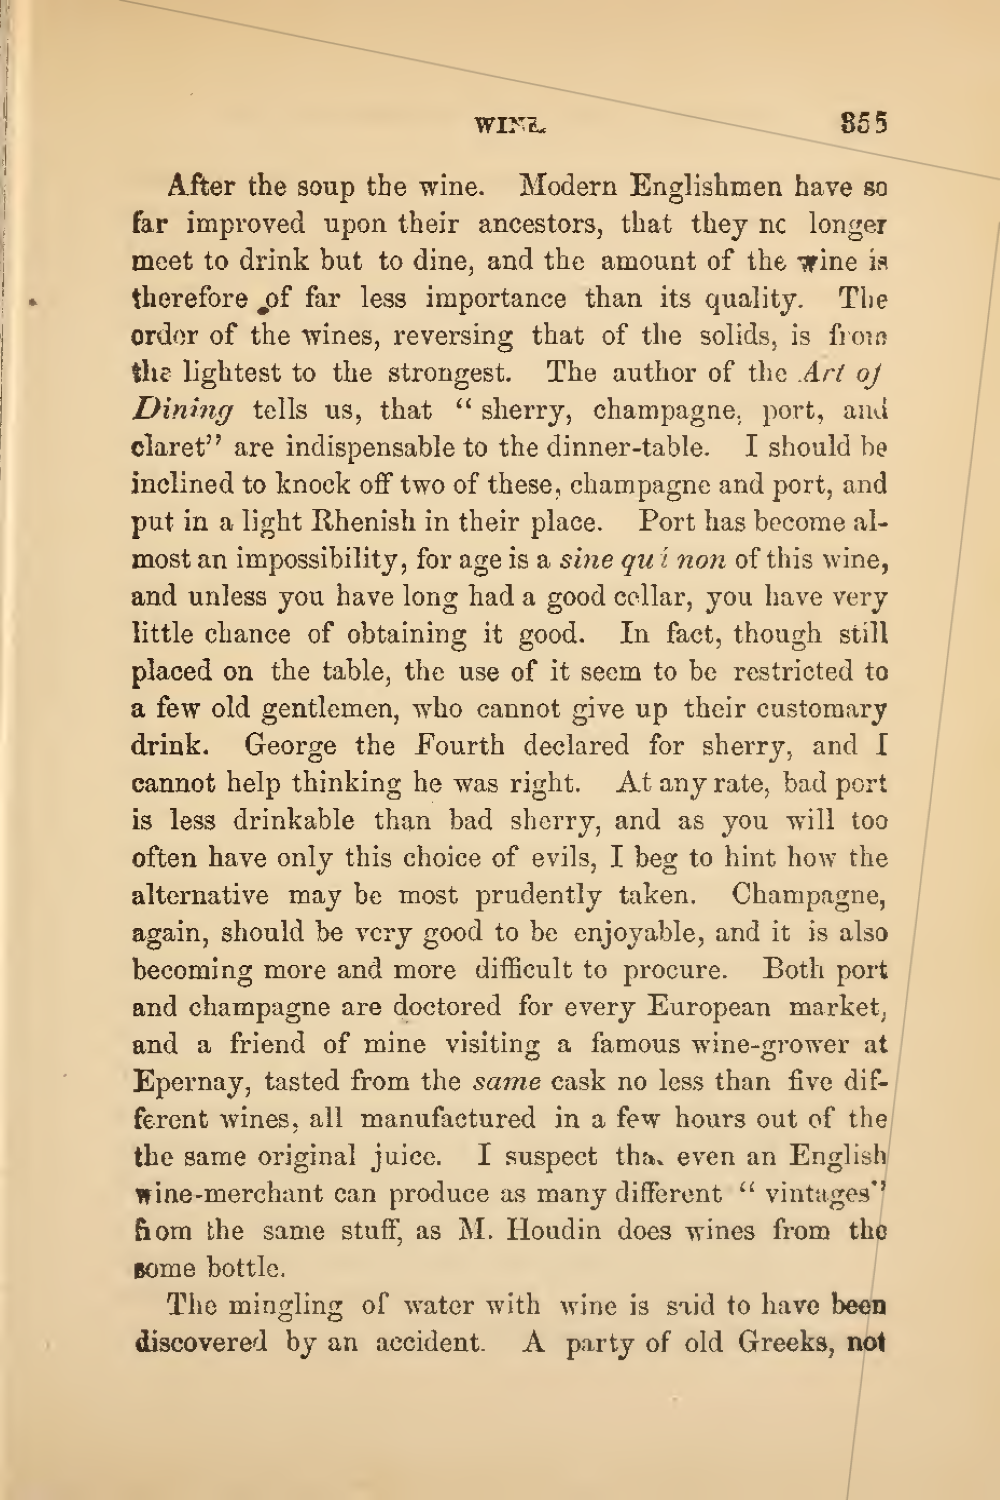 WINE. 355
After the soup the wine. Modern Englishmen have so
far improved upon their ancestors, that they no longer
meet to drink but to dine, and the amount of the wine is
therefore of far less importance than its quality. The
order of the wines, reversing that of the solids, is from
the lightest to the strongest. The author of the Art of
Dining tells us, that “ sherry, champagne, port, and
claret” are indispensable to the dinner-table. I should be
inclined to knock off two of these, champagne and port, and
put in a light Rhenish in their place. Port has become al-
most an impossibility, for age is a sine quâ non of this wine,
and unless you have long had a good cellar, you have very
little chance of obtaining it good. In fact, though still
placed on the table, the use of it seem to be restricted to
a few old gentlemen, who cannot give up their customary
drink. George the Fourth declared for sherry, and I
cannot help thinking he was right. At any rate, bad port
is less drinkable than bad sherry, and as you will too
often have only this choice of evils, I beg to hint how the
alternative may be most prudently taken. Champagne,
again, should be very good to be enjoyable, and it is also
becoming more and more difficult to procure. Both port
and champagne are doctored for every European market,
and a friend of mine visiting a famous wine-grower at
Epernay, tasted from the same cask no less than five dif-
ferent wines, all manufactured in a few hours out of the
the same original juice. I suspect that even an English
wine-merchant can produce as many different “ vintages”
from the same stuff, as M. Houdin does wines from the
some bottle.
The mingling of water with wine is said to have been
discovered by an accident. A party of old Greeks, not